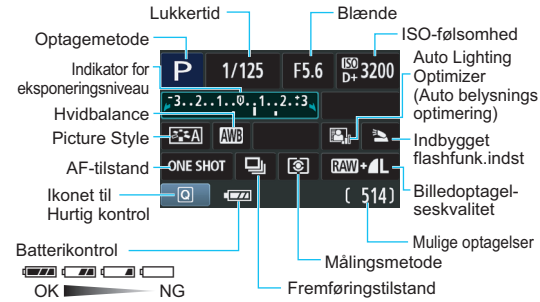 Lukkertid
Blænde
Optagemetode
ISO-følsomhed
Indikator for
eksponeringsniveau
Auto Lighting
Optimizer
(Auto belysnings
optimering)
P 1/125 F5.6 ISO D+ 3200
-3..2..1..0..1..2..+3
Hvidbalance
Picture Style
A AWB
Indbygget
flashfunk.indst
AF-tilstand
ONE SHOT RAW+L
Ikonet til
Hurtig kontrol
Q (514)
Billedoptagel-
seskvalitet
Batterikontrol
Mulige optagelser
Målingsmetode
OK NG
Fremføringstilstand